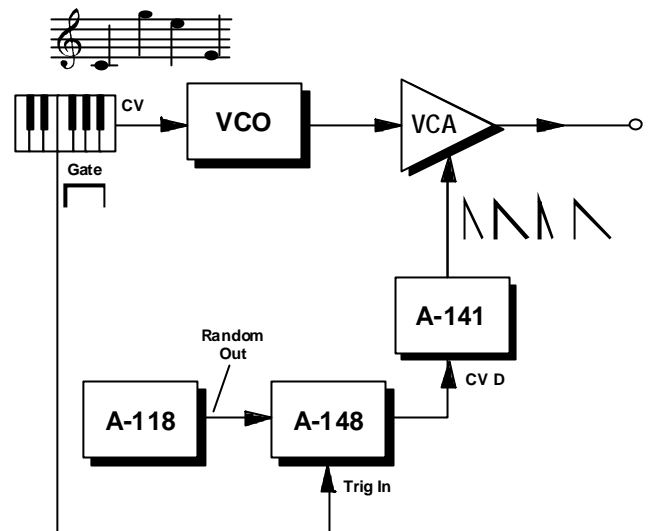 CV
VCO
VCA
Gate
A-141
Random
Out
CV D
A-118
A-148
Trig In